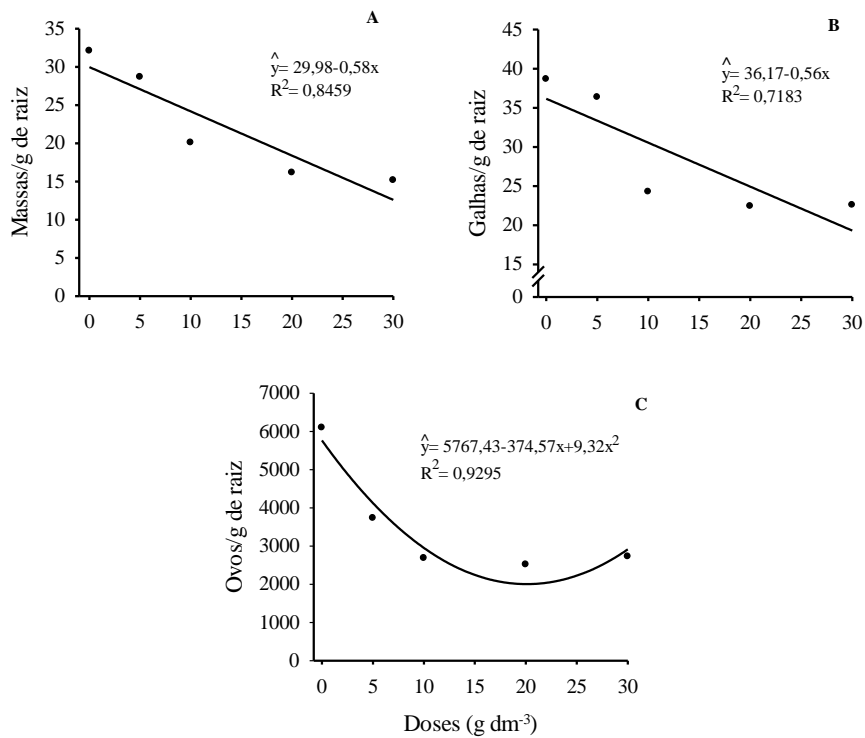 A
ŷ= 29,98-0,58x
R²= 0,8459
Massas/g de raiz
35
30
25
20
15
10
5
0
0 5 10 15 20 25 30
B
ŷ= 36,17-0,56x
R²= 0,7183
Galhas/g de raiz
45
40
35
30
25
20
15
0
0 5 10 15 20 25 30
C
ŷ= 5767,43-374,57x+9,32x²
R²= 0,9295
Ovos/g de raiz
7000
6000
5000
4000
3000
2000
1000
0
0 5 10 15 20 25 30
Doses (g dm⁻³)